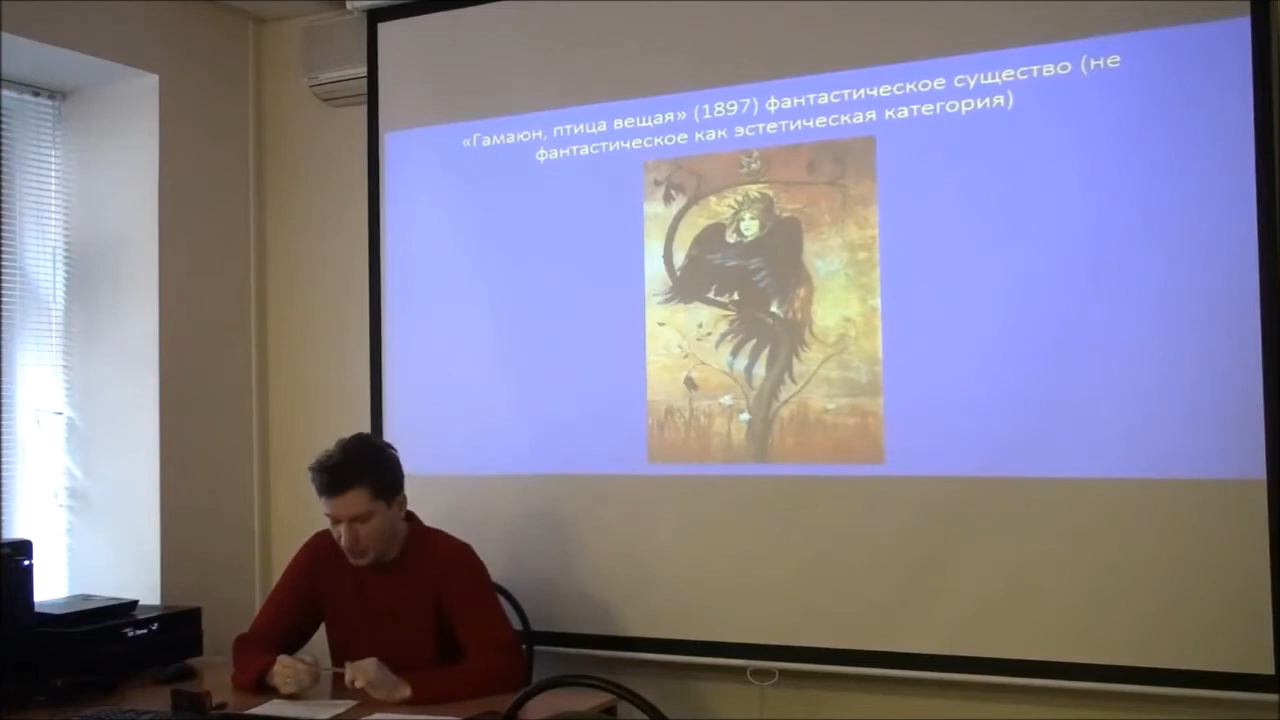 «Гамаюн, птица вещая» (1897) фантастическое существо (не
фантастическое как эстетическая категория)